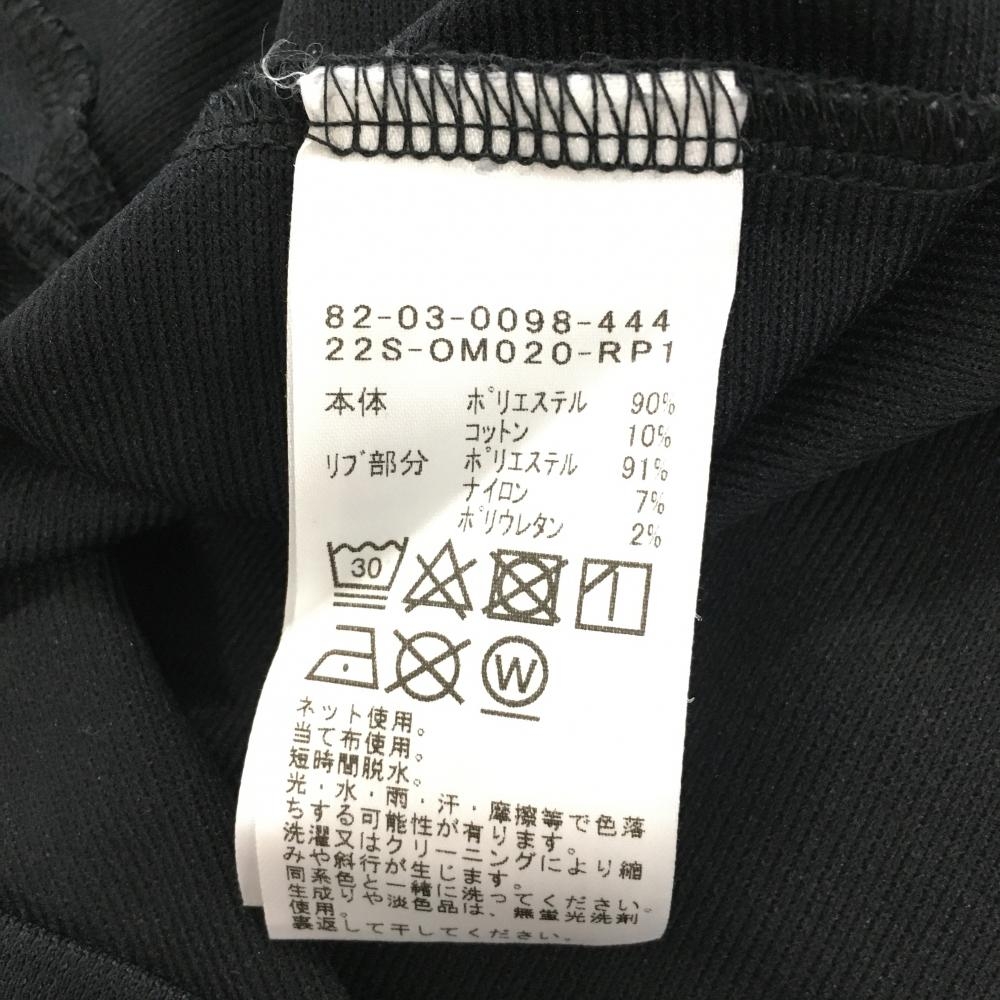 82-03-0098-444
22S-OM020-RP1
本体 ポリエステル 90%
コットン 10%
リブ部分 ポリエステル 91%
ナイロン 7%
ポリウレタン 2%
30
W
ネット使用。
当て布使用。
短時間脱水。
光・水・雨・汗・摩擦等で色落
ちする可能性が有ります。
洗濯又はクリーニングにより縮
みや斜行が生じます。
同系色と一緒に洗ってください。
生成りや淡色品は、無蛍光洗剤
使用。
裏返して干してください。